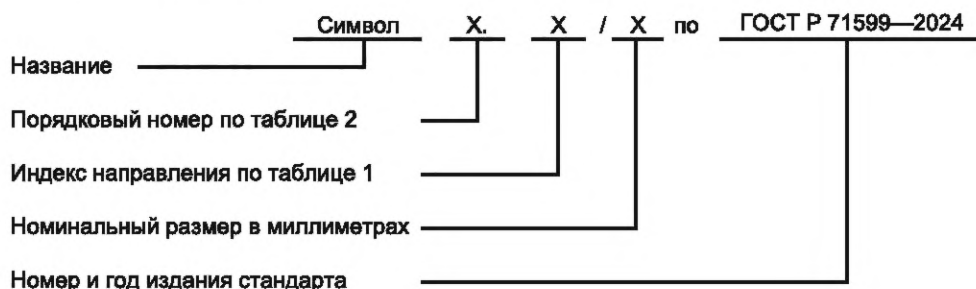 Символ X. X / X по ГОСТ Р 71599—2024
Название
Порядковый номер по таблице 2
Индекс направления по таблице 1
Номинальный размер в миллиметрах
Номер и год издания стандарта